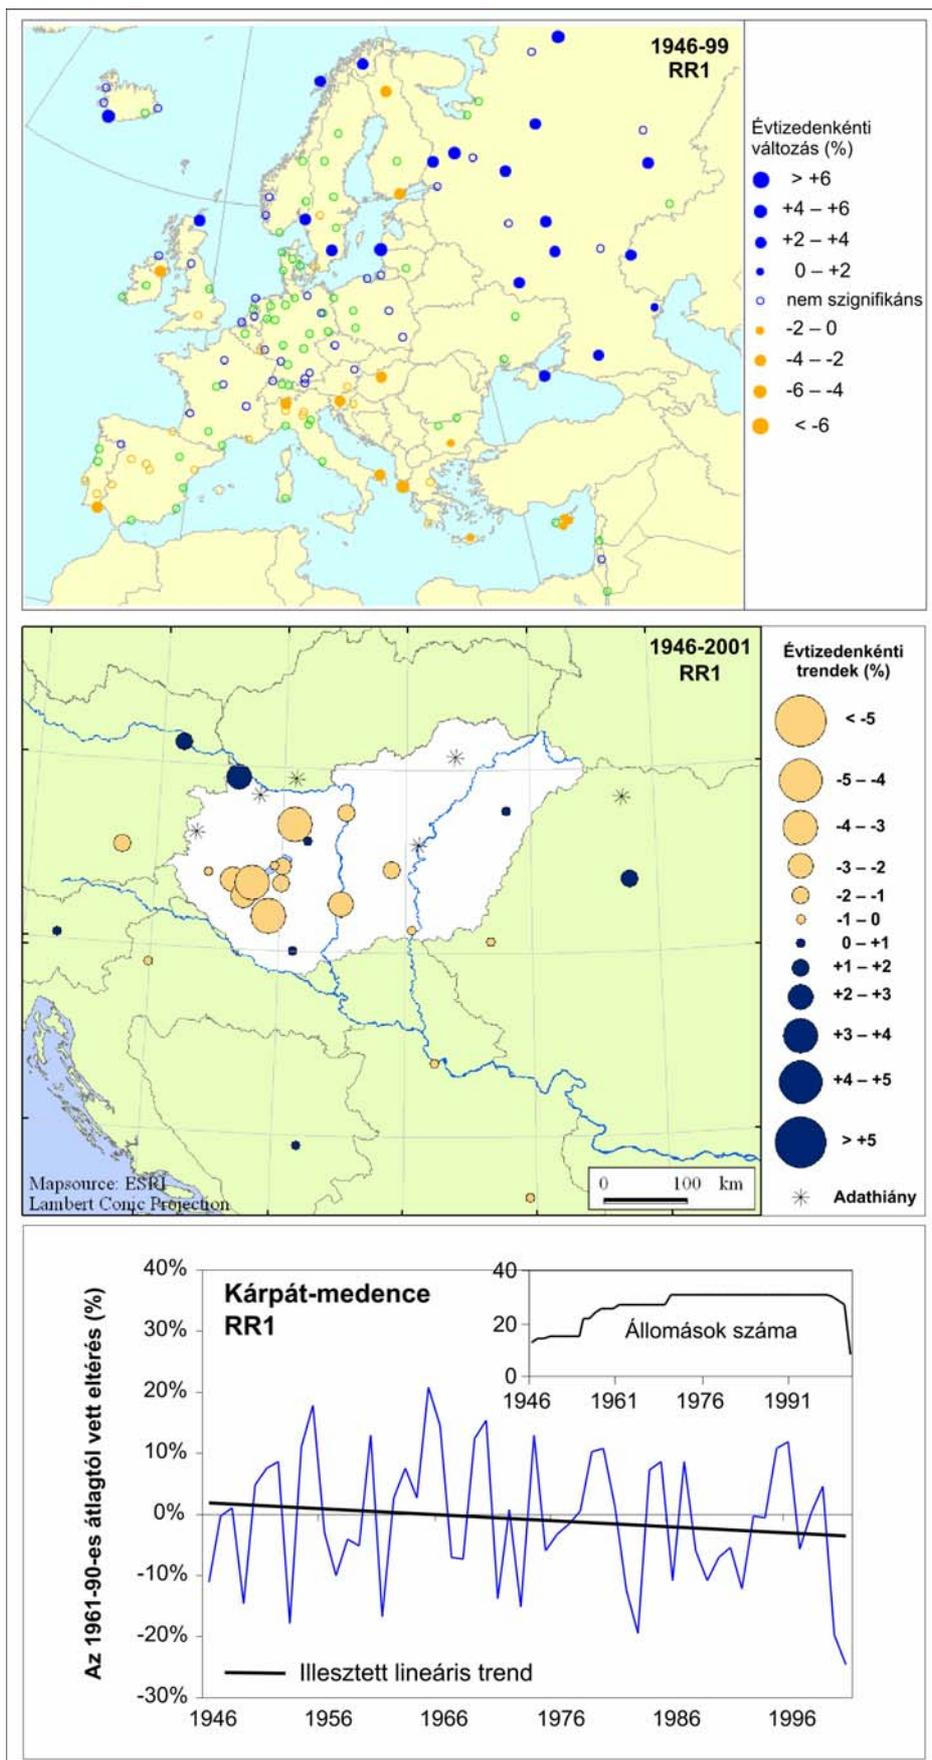 1946-99
RR1
Évtizedenkénti
változás (%)
> +6
+4 – +6
+2 – +4
0 – +2
nem szignifikáns
-2 – 0
-4 – -2
-6 – -4
< -6
1946-2001
RR1
Évtizedenkénti
trendek (%)
< -5
-5 – -4
-4 – -3
-3 – -2
-2 – -1
-1 – 0
0 – +1
+1 – +2
+2 – +3
+3 – +4
+4 – +5
> +5
Adathiány
Mapsource: ESRI
Lambert Conic Projection
0 100 km
Az 1961-90-es átlagtól vett eltérés (%)
40%
30%
20%
10%
0%
-10%
-20%
-30%
Kárpát-medence
RR1
40
20
0
Állomások száma
1946 1961 1976 1991
Illesztett lineáris trend
1946 1956 1966 1976 1986 1996